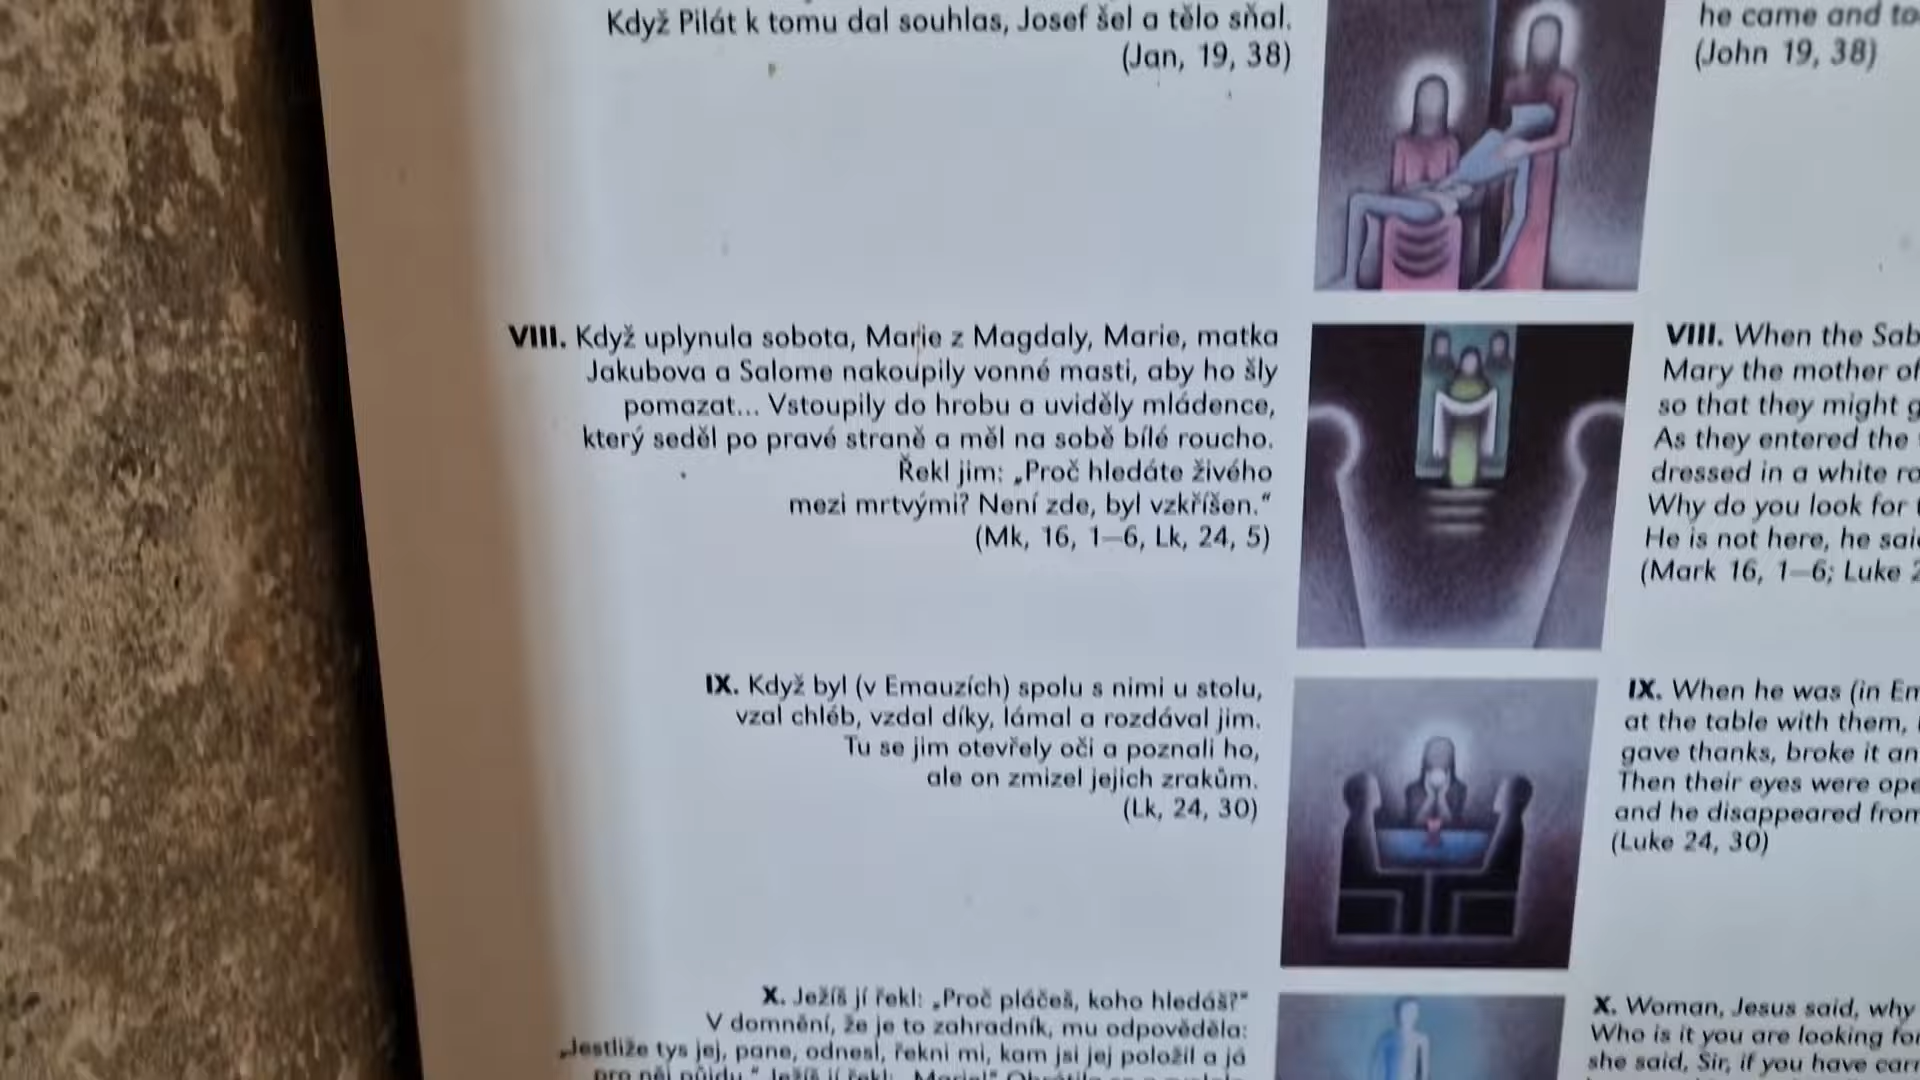 Když Pilát k tomu dal souhlas, Josef šel a tělo sňal.
(Jan, 19, 38)
VIII. Když uplynula sobota, Marie z Magdaly, Marie, matka
Jakubova a Salome nakoupily vonné masti, aby ho šly
pomazat... Vstoupily do hrobu a uviděly mládence,
který seděl po pravé straně a měl na sobě bílé roucho.
Řekl jim: „Proč hledáte živého
mezi mrtvými? Není zde, byl vzkříšen.“
(Mk, 16, 1–6, Lk, 24, 5)
IX. Když byl (v Emauzích) spolu s nimi u stolu,
vzal chléb, vzdal díky, lámal a rozdával jim.
Tu se jim otevřely oči a poznali ho,
ale on zmizel jejich zrakům.
(Lk, 24, 30)
X. Ježíš jí řekl: „Proč pláčeš, koho hledáš?“
V domnění, že je to zahradník, mu odpověděla:
„Jestliže tys jej, pane, odnesl, řekni mi, kam jsi jej položil a já
pro něj půjdu.“ Ježíš jí řekl: „Marie!“
he came and
(John 19, 38)
VIII. When the
Mary the mother of
so that they might
As they entered the
dressed in a white
Why do you look for
He is not here, he
(Mark 16, 1–6; Luke
IX. When he was (in
at the table with them,
gave thanks, broke it
Then their eyes were
and he disappeared from
(Luke 24, 30)
X. Woman, Jesus said, why
Who is it you are looking
she said, Sir, if you have